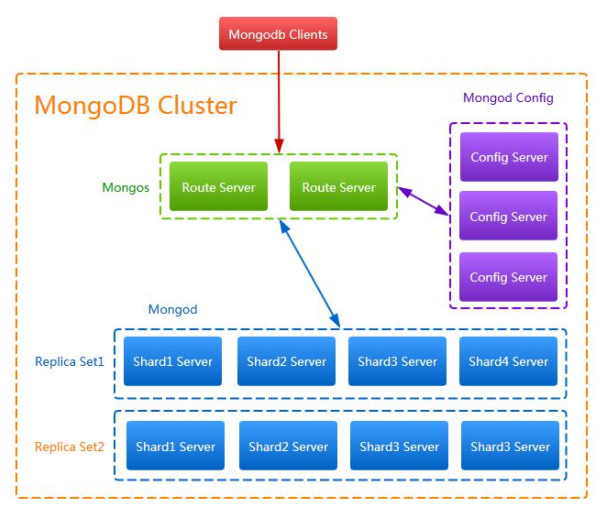 Mongodb Clients
MongoDB Cluster
Mongod Config
Config Server
Mongos
Route Server
Route Server
Config Server
Config Server
Mongod
Replica Set1
Shard1 Server
Shard2 Server
Shard3 Server
Shard4 Server
Replica Set2
Shard1 Server
Shard2 Server
Shard3 Server
Shard3 Server